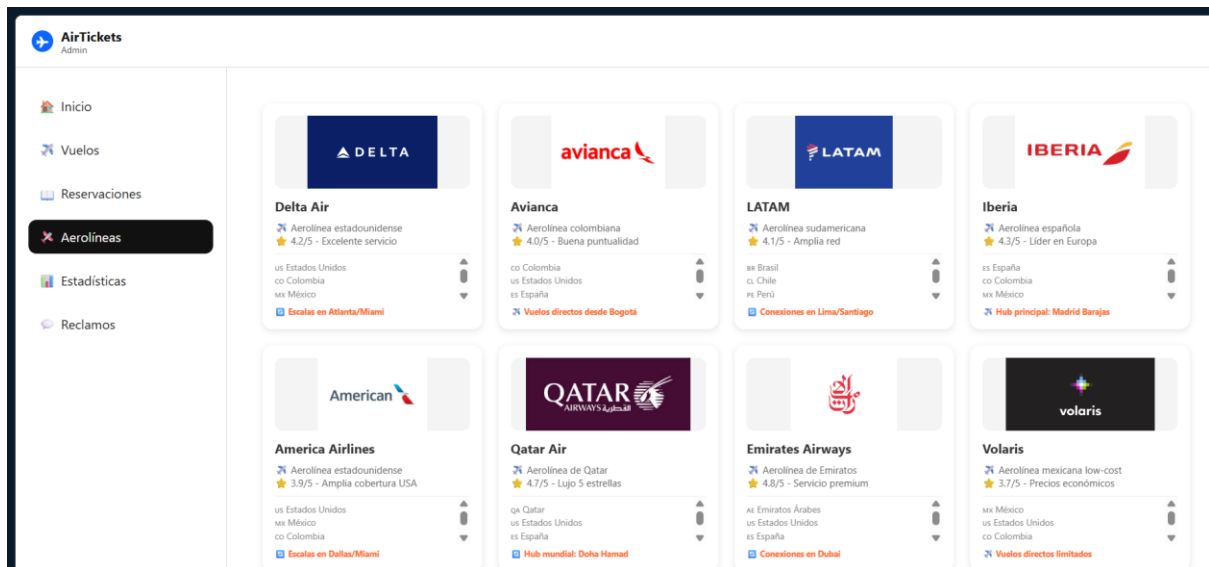 AirTickets
Admin
Inicio
Vuelos
Reservaciones
Aerolíneas
Estadísticas
Reclamos
DELTA
Delta Air
Aerolínea estadounidense
4.2/5 - Excelente servicio
us Estados Unidos
co Colombia
MX México
Escalas en Atlanta/Miami
avianca
Avianca
Aerolínea colombiana
4.0/5 - Buena puntualidad
co Colombia
us Estados Unidos
ES España
Vuelos directos desde Bogotá
LATAM
LATAM
Aerolínea sudamericana
4.1/5 - Amplia red
BR Brasil
CL Chile
PE Perú
Conexiones en Lima/Santiago
IBERIA
Iberia
Aerolínea española
4.3/5 - Líder en Europa
ES España
co Colombia
MX México
Hub principal: Madrid Barajas
American
America Airlines
Aerolínea estadounidense
3.9/5 - Amplia cobertura USA
us Estados Unidos
MX México
co Colombia
Escalas en Dallas/Miami
QATAR
AIRWAYS القطرية
Qatar Air
Aerolínea de Qatar
4.7/5 - Lujo 5 estrellas
QA Qatar
us Estados Unidos
ES España
Hub mundial: Doha Hamad
Emirates Airways
Aerolínea de Emiratos
4.8/5 - Servicio premium
AE Emiratos Árabes
us Estados Unidos
ES España
Conexiones en Dubai
volaris
Volaris
Aerolínea mexicana low-cost
3.7/5 - Precios económicos
MX México
us Estados Unidos
co Colombia
Vuelos directos limitados